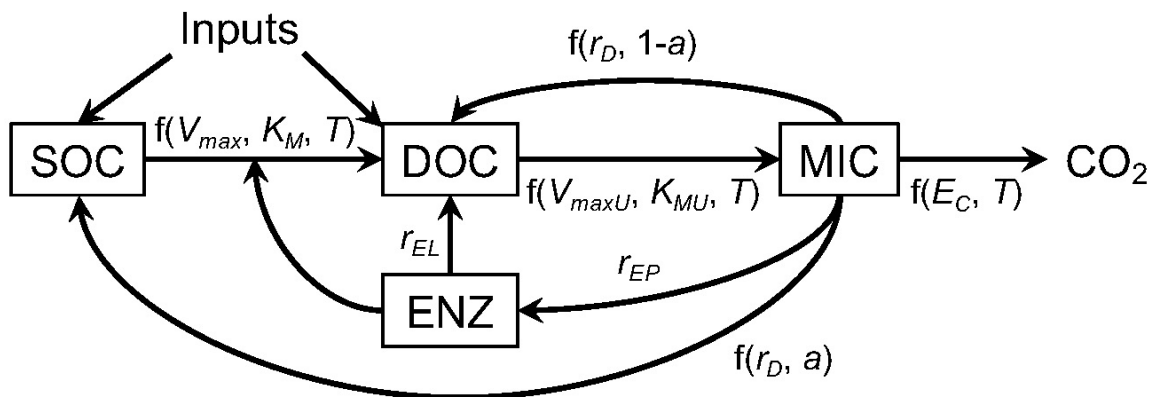 Inputs
f(r_D, 1-a)
f(V_max, K_M, T)
SOC
DOC
MIC
CO₂
f(V_maxU, K_MU, T)
f(E_C, T)
r_EL
r_EP
ENZ
f(r_D, a)